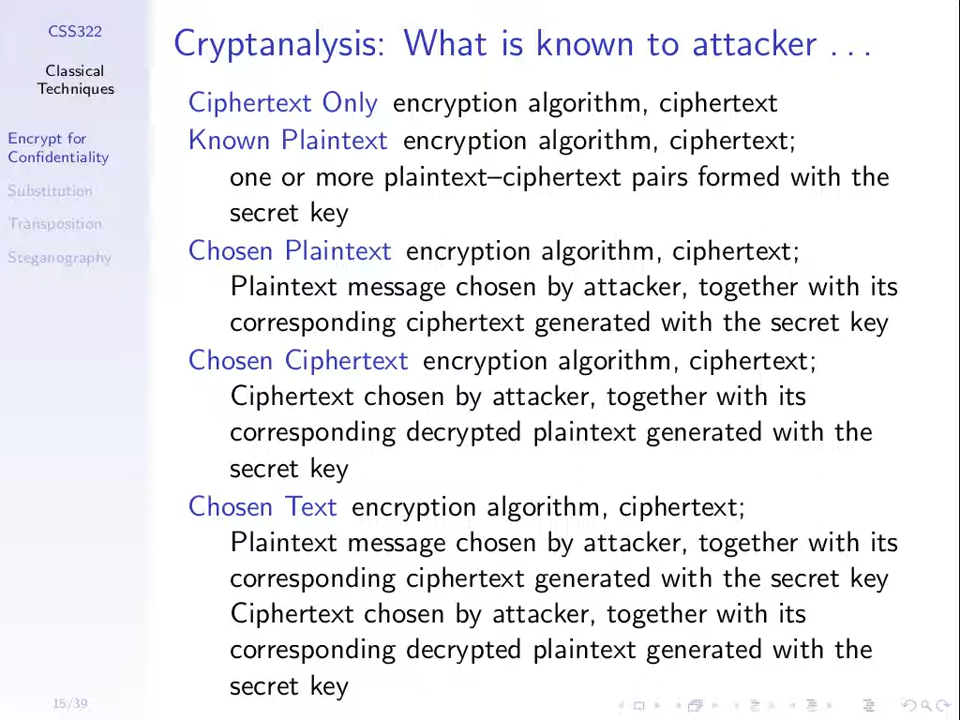 CSS322
Classical
Techniques
Encrypt for
Confidentiality
Substitution
Transposition
Steganography
15/39
Cryptanalysis: What is known to attacker . . .
Ciphertext Only encryption algorithm, ciphertext
Known Plaintext encryption algorithm, ciphertext;
one or more plaintext–ciphertext pairs formed with the
secret key
Chosen Plaintext encryption algorithm, ciphertext;
Plaintext message chosen by attacker, together with its
corresponding ciphertext generated with the secret key
Chosen Ciphertext encryption algorithm, ciphertext;
Ciphertext chosen by attacker, together with its
corresponding decrypted plaintext generated with the
secret key
Chosen Text encryption algorithm, ciphertext;
Plaintext message chosen by attacker, together with its
corresponding ciphertext generated with the secret key
Ciphertext chosen by attacker, together with its
corresponding decrypted plaintext generated with the
secret key